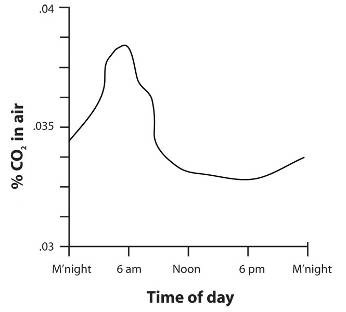 .04
.035
.03
% CO₂ in air
M'night 6 am Noon 6 pm M'night
Time of day